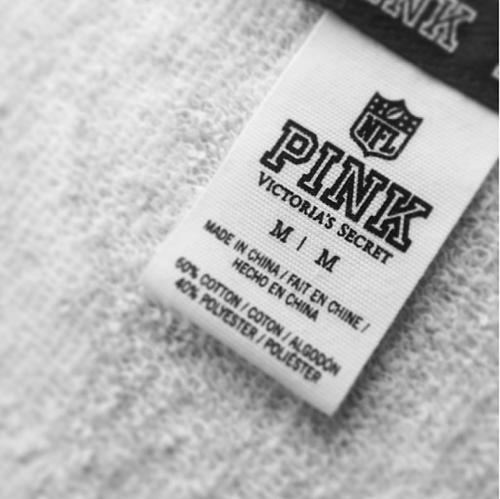 INK
NFL
PINK
VICTORIA'S SECRET
M | M
MADE IN CHINA / FAIT EN CHINE /
HECHO EN CHINA
60% COTTON / COTON / ALGODÓN
40% POLYESTER / POLIÉSTER